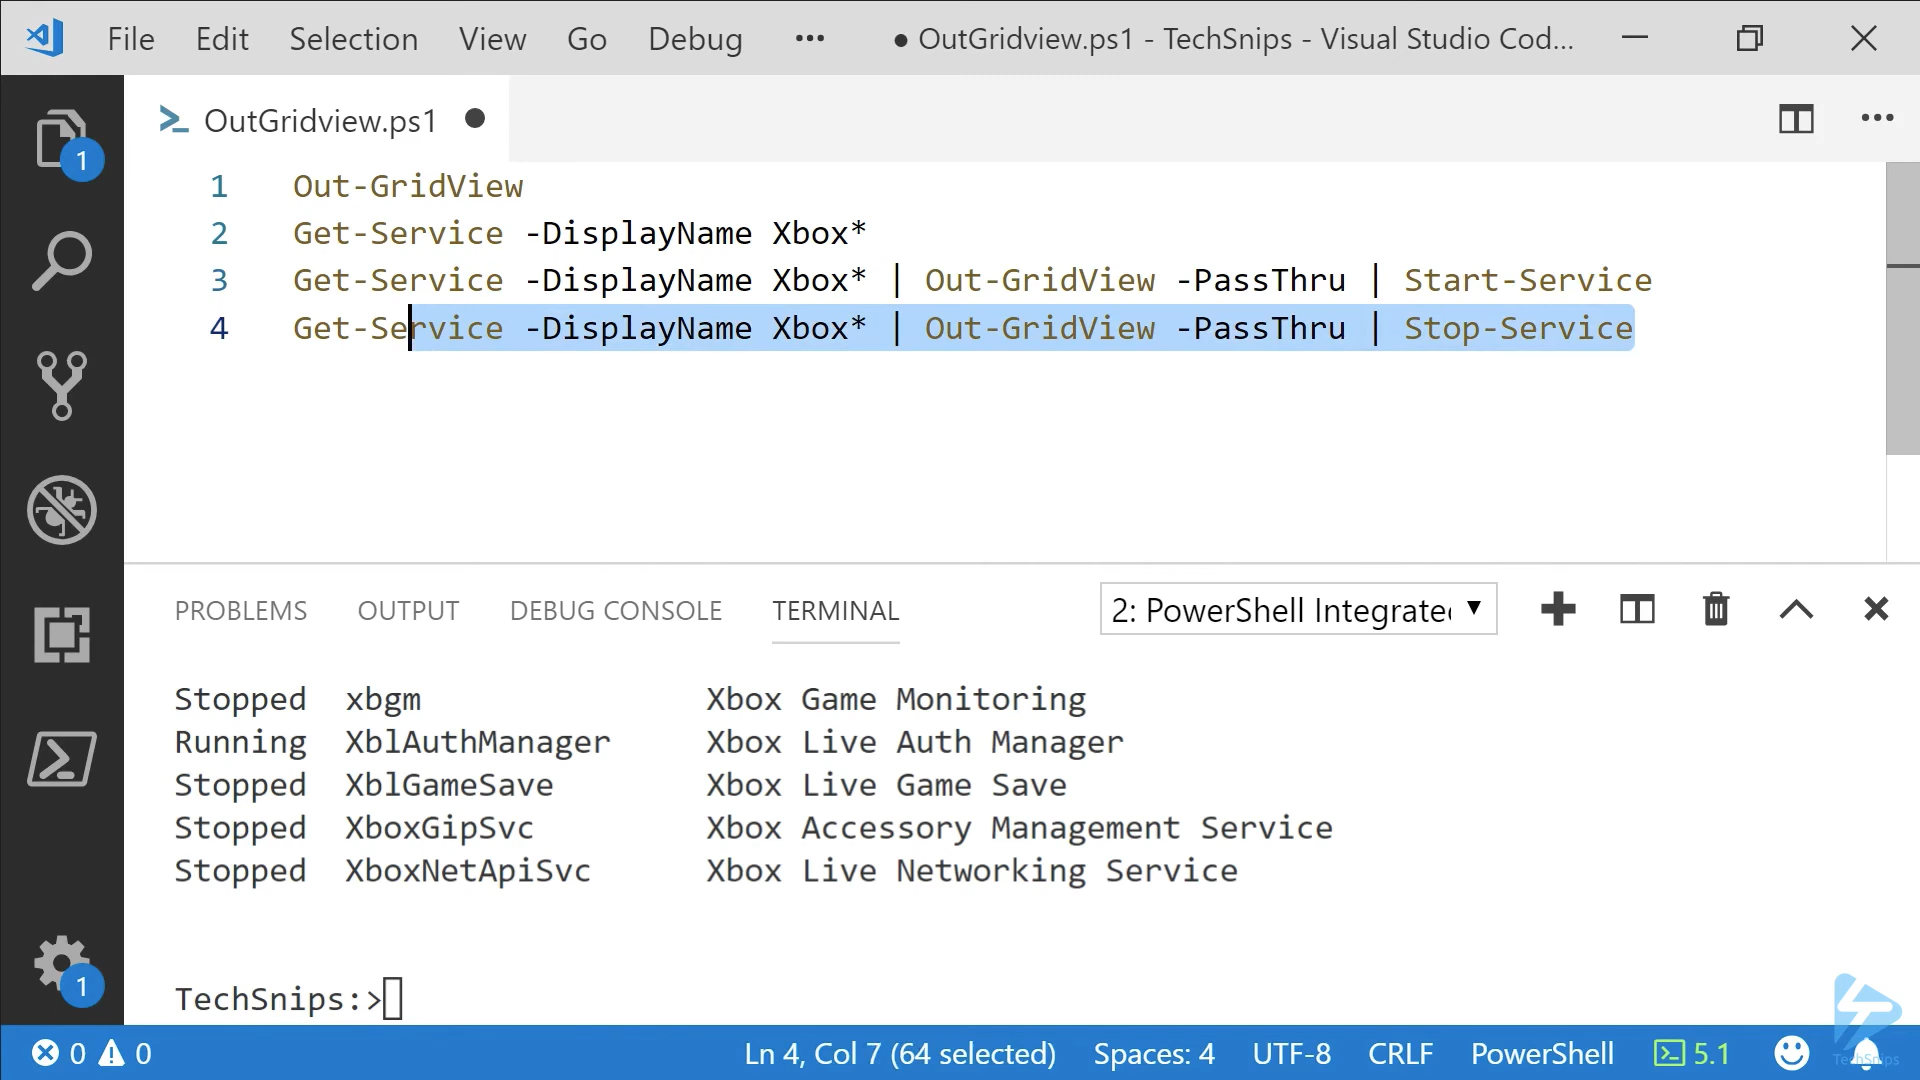 File Edit Selection View Go Debug ••• ● OutGridview.ps1 - TechSnips - Visual Studio Cod...
OutGridview.ps1 ●
1 Out-GridView
2 Get-Service -DisplayName Xbox*
3 Get-Service -DisplayName Xbox* | Out-GridView -PassThru | Start-Service
4 Get-Service -DisplayName Xbox* | Out-GridView -PassThru | Stop-Service
1
PROBLEMS OUTPUT DEBUG CONSOLE TERMINAL 2: PowerShell Integrate
Stopped xbgm Xbox Game Monitoring
Running XblAuthManager Xbox Live Auth Manager
Stopped XblGameSave Xbox Live Game Save
Stopped XboxGipSvc Xbox Accessory Management Service
Stopped XboxNetApiSvc Xbox Live Networking Service
TechSnips:>
1
0 0 Ln 4, Col 7 (64 selected) Spaces: 4 UTF-8 CRLF PowerShell 5.1
TechSnips